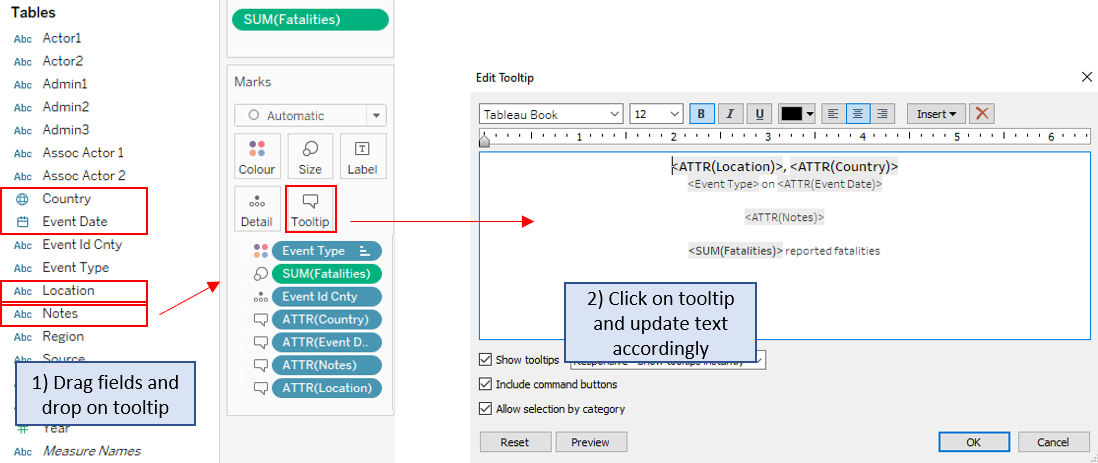 Tables
Abc Actor1
Abc Actor2
Abc Admin1
Abc Admin2
Abc Admin3
Abc Assoc Actor 1
Abc Assoc Actor 2
Country
Event Date
Abc Event Id Cnty
Abc Event Type
Abc Location
Abc Notes
Abc Region
Abc Source
1) Drag fields and
drop on tooltip
# Year
Abc Measure Names
SUM(Fatalities)
Marks
Automatic
Colour Size Label
T
Detail Tooltip
Event Type
SUM(Fatalities)
Event Id Cnty
ATTR(Country)
ATTR(Event D..
ATTR(Notes)
ATTR(Location)
Edit Tooltip
Tableau Book 12 B I U Insert
1 2 3 4 5 6
<ATTR(Location)>, <ATTR(Country)>
<Event Type> on <ATTR(Event Date)>
<ATTR(Notes)>
<SUM(Fatalities)> reported fatalities
2) Click on tooltip
and update text
accordingly
Show tooltips
Include command buttons
Allow selection by category
Reset Preview OK Cancel